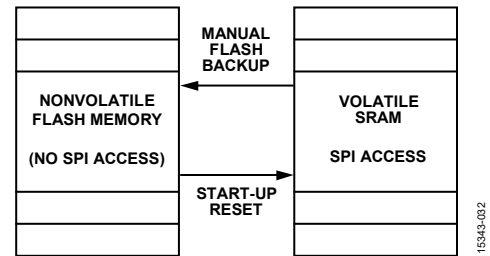 MANUAL
FLASH
BACKUP
NONVOLATILE
FLASH MEMORY
(NO SPI ACCESS)
VOLATILE
SRAM
SPI ACCESS
START-UP
RESET
15343-032